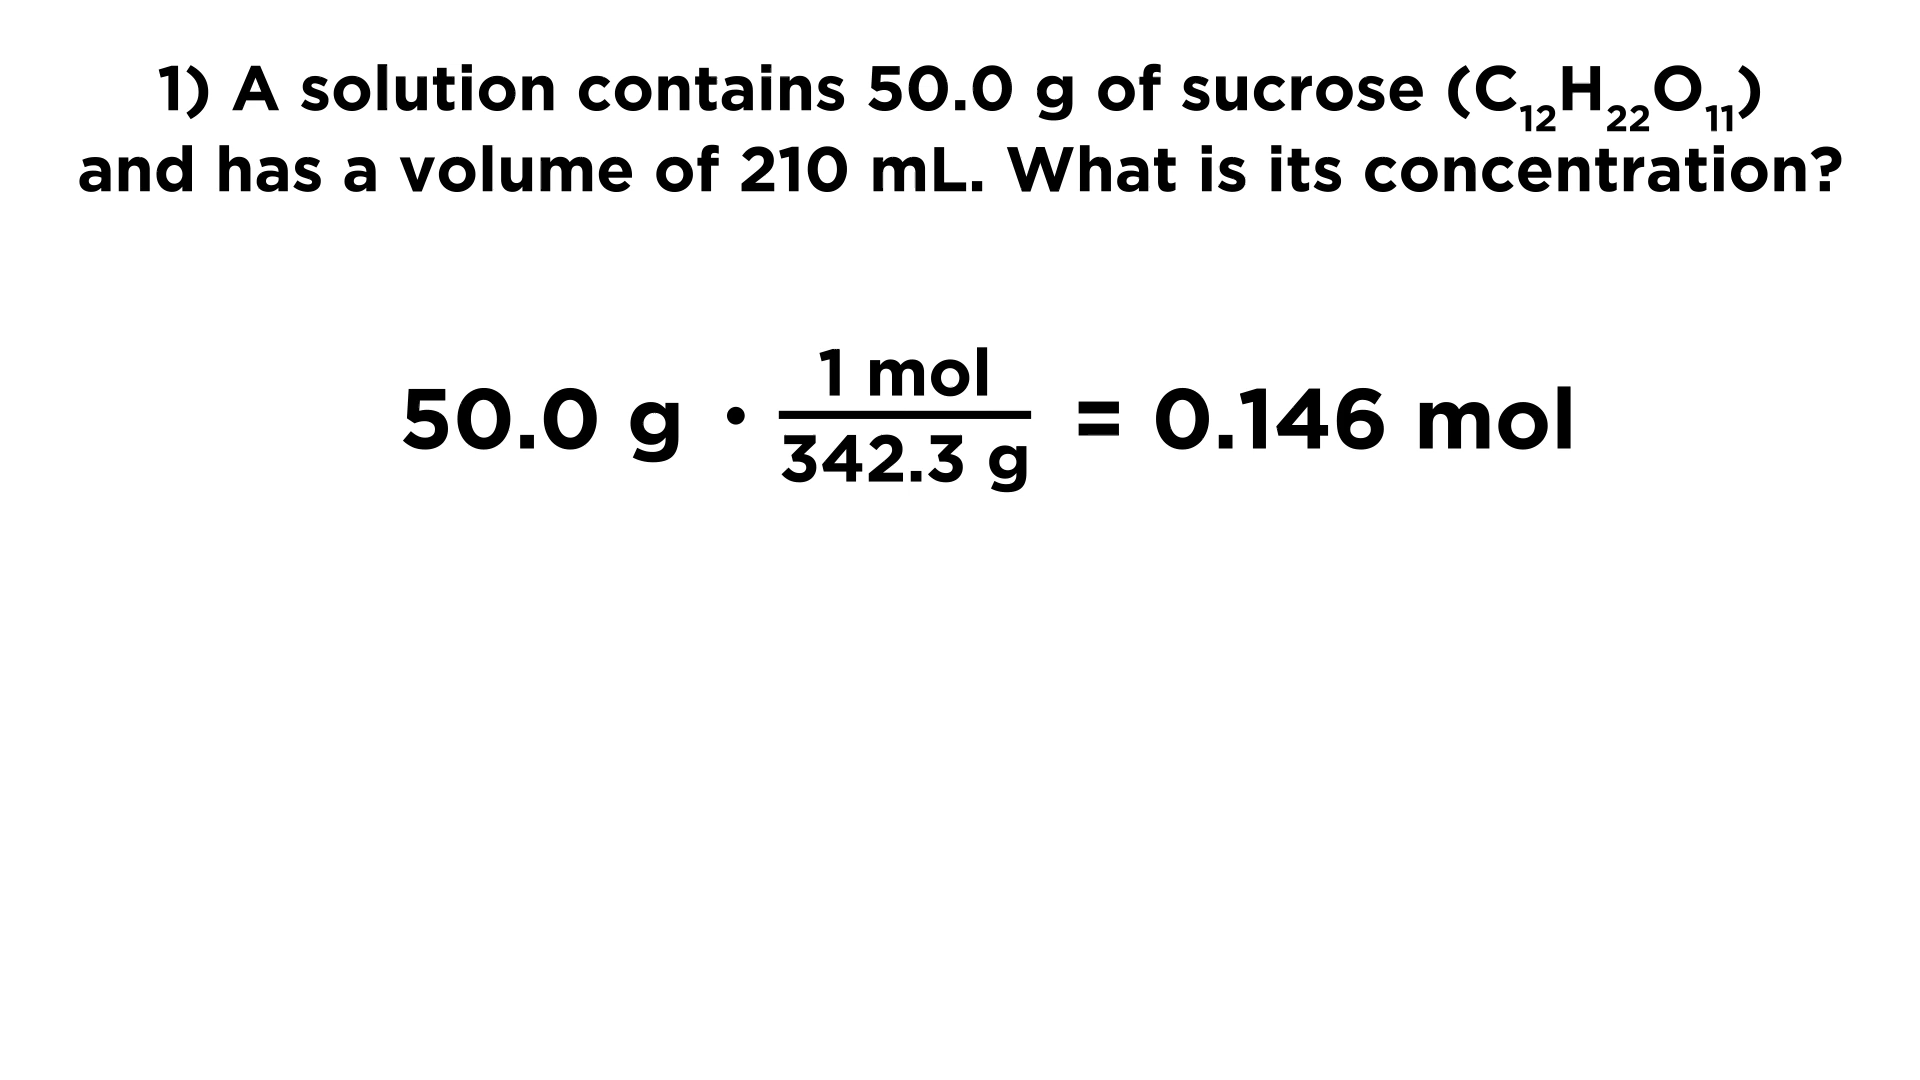 1) A solution contains 50.0 g of sucrose (C₁₂H₂₂O₁₁)
and has a volume of 210 mL. What is its concentration?
50.0 g · 1 mol / 342.3 g = 0.146 mol